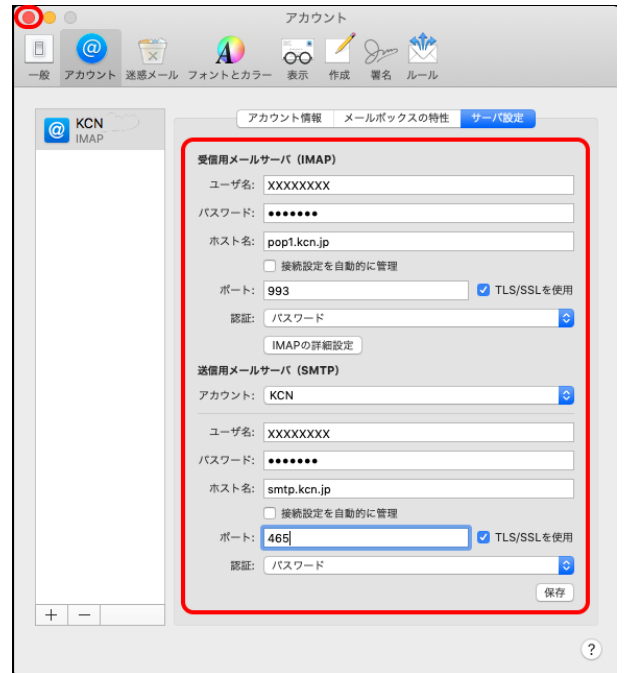 アカウント
一般 アカウント 迷惑メール フォントとカラー 表示 作成 署名 ルール
KCN
IMAP
アカウント情報 メールボックスの特性 サーバ設定
受信用メールサーバ（IMAP）
ユーザ名: XXXXXXXX
パスワード: •••••••
ホスト名: pop1.kcn.jp
接続設定を自動的に管理
ポート: 993 TLS/SSLを使用
認証: パスワード
IMAPの詳細設定
送信用メールサーバ（SMTP）
アカウント: KCN
ユーザ名: XXXXXXXX
パスワード: •••••••
ホスト名: smtp.kcn.jp
接続設定を自動的に管理
ポート: 465 TLS/SSLを使用
認証: パスワード
保存
+ −
?